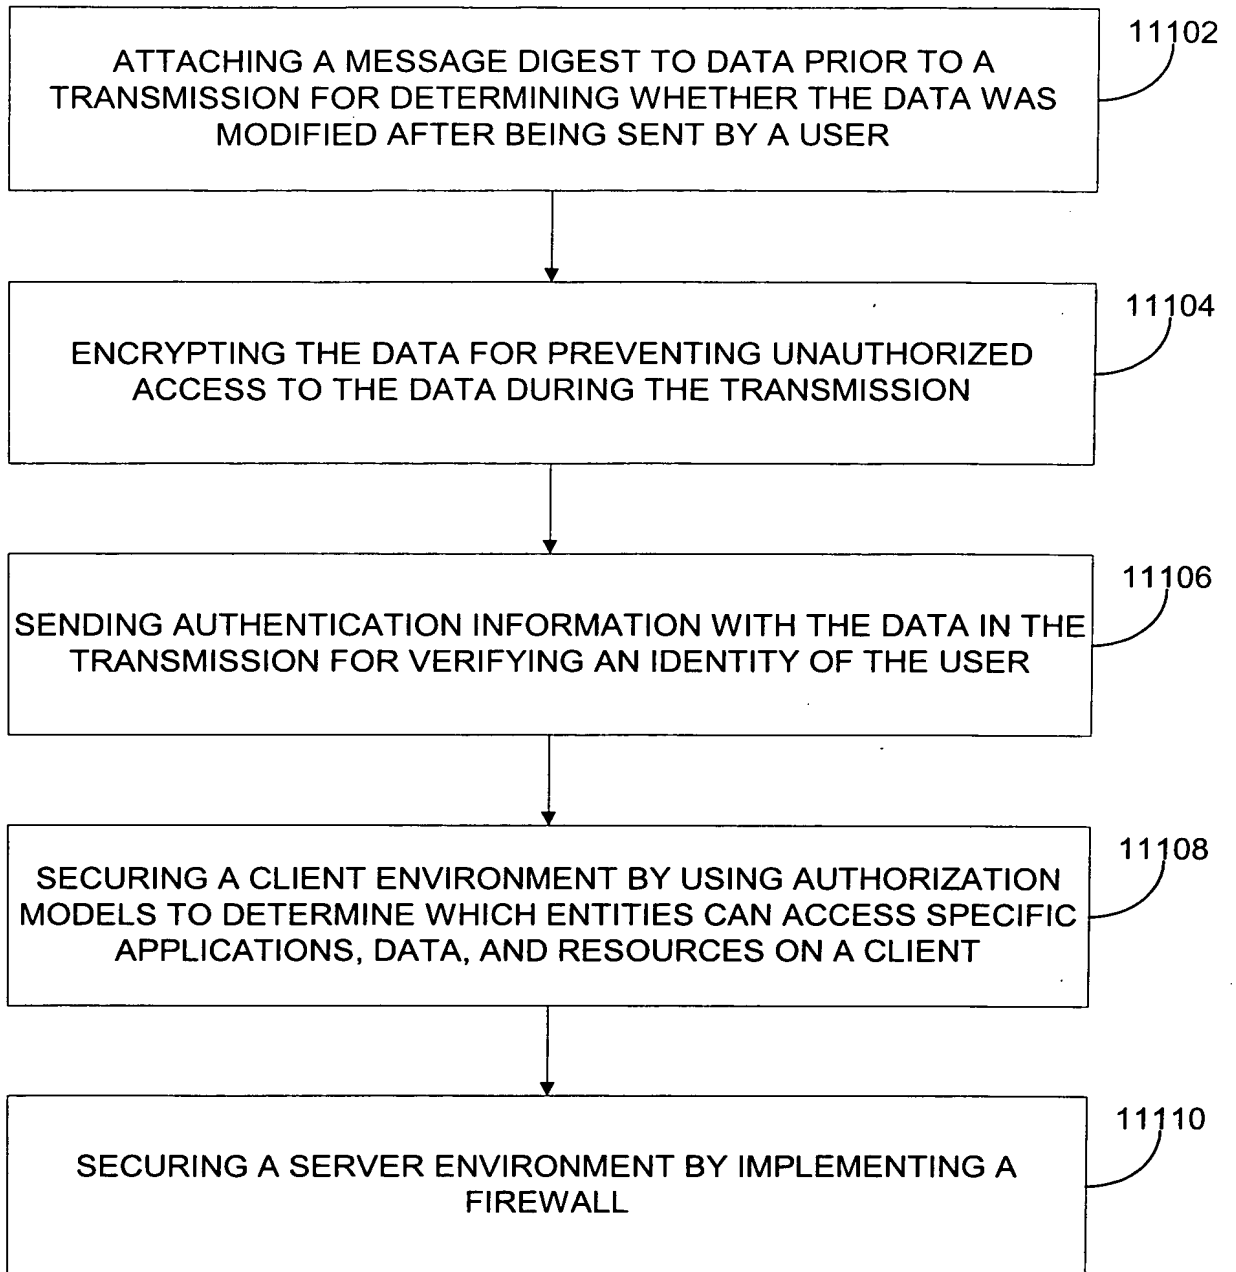 11102
ATTACHING A MESSAGE DIGEST TO DATA PRIOR TO A
TRANSMISSION FOR DETERMINING WHETHER THE DATA WAS
MODIFIED AFTER BEING SENT BY A USER
11104
ENCRYPTING THE DATA FOR PREVENTING UNAUTHORIZED
ACCESS TO THE DATA DURING THE TRANSMISSION
11106
SENDING AUTHENTICATION INFORMATION WITH THE DATA IN THE
TRANSMISSION FOR VERIFYING AN IDENTITY OF THE USER
11108
SECURING A CLIENT ENVIRONMENT BY USING AUTHORIZATION
MODELS TO DETERMINE WHICH ENTITIES CAN ACCESS SPECIFIC
APPLICATIONS, DATA, AND RESOURCES ON A CLIENT
11110
SECURING A SERVER ENVIRONMENT BY IMPLEMENTING A
FIREWALL